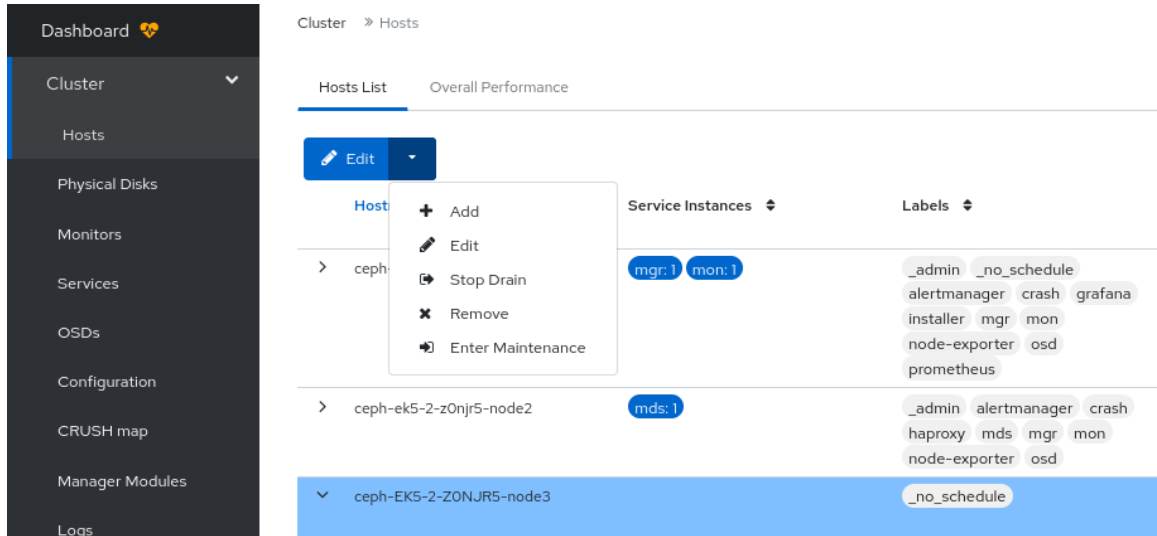 Dashboard
Cluster
Hosts
Physical Disks
Monitors
Services
OSDs
Configuration
CRUSH map
Manager Modules
Logs
Cluster » Hosts
Hosts List Overall Performance
Edit
Add
Edit
Stop Drain
Remove
Enter Maintenance
Host Service Instances Labels
ceph- mgr: 1 mon: 1 _admin _no_schedule
alertmanager crash grafana
installer mgr mon
node-exporter osd
prometheus
ceph-ek5-2-z0njr5-node2 mds: 1 _admin alertmanager crash
haproxy mds mgr mon
node-exporter osd
ceph-EK5-2-Z0NJR5-node3 _no_schedule